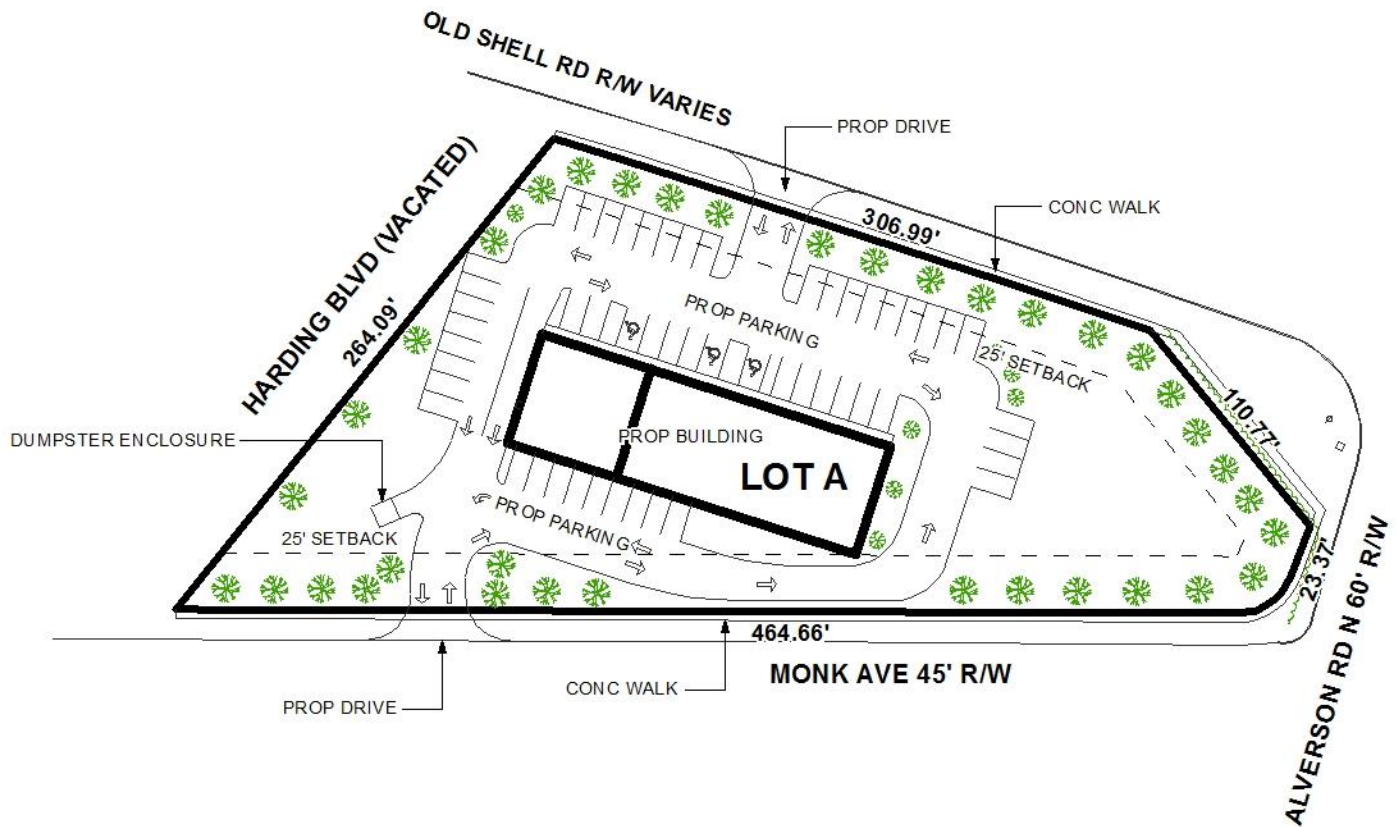 OLD SHELL RD R/W VARIES
PROP DRIVE
CONC WALK
306.99'
HARDING BLVD (VACATED)
264.09'
PROP PARKING
25' SETBACK
110.77'
DUMPSTER ENCLOSURE
PROP BUILDING
LOT A
PROP PARKING
25' SETBACK
23.37'
464.66'
MONK AVE 45' R/W
CONC WALK
PROP DRIVE
ALVERSON RD N 60' R/W